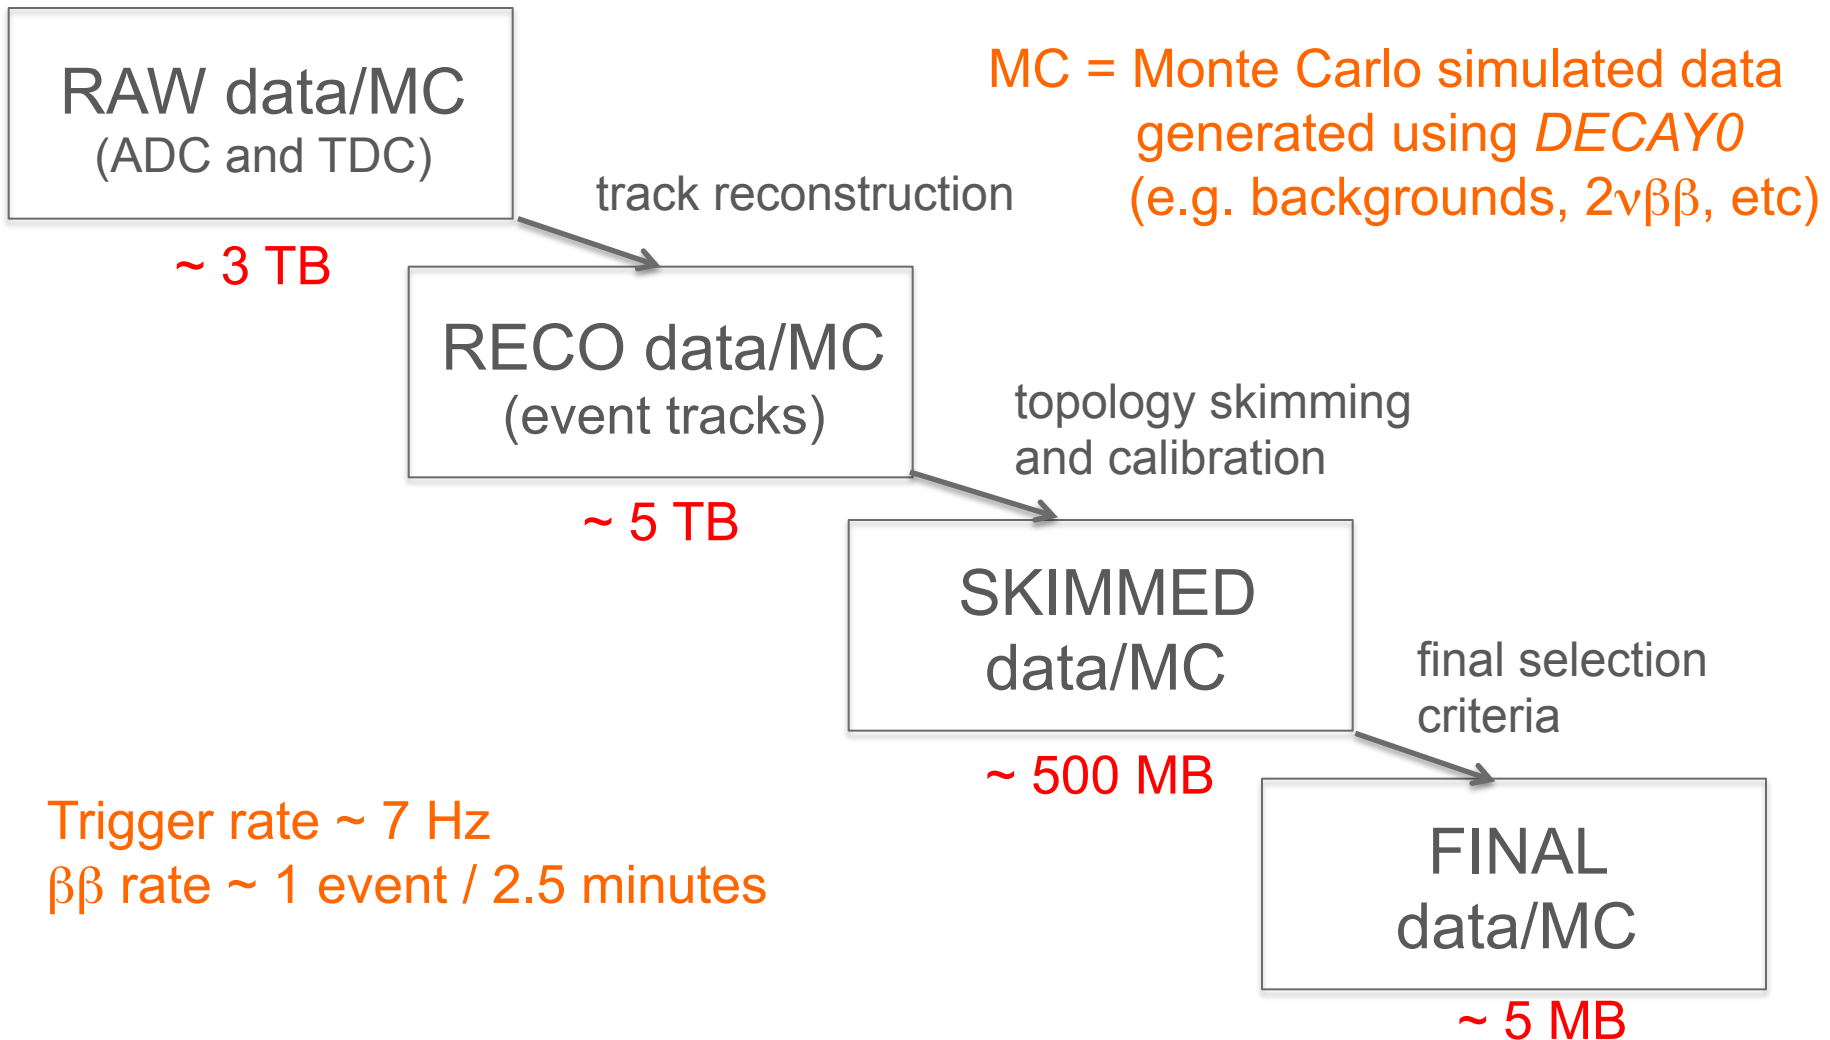 RAW data/MC
(ADC and TDC)
~ 3 TB
MC = Monte Carlo simulated data
generated using DECAY0
(e.g. backgrounds, 2νββ, etc)
track reconstruction
RECO data/MC
(event tracks)
~ 5 TB
topology skimming
and calibration
SKIMMED
data/MC
~ 500 MB
final selection
criteria
FINAL
data/MC
~ 5 MB
Trigger rate ~ 7 Hz
ββ rate ~ 1 event / 2.5 minutes